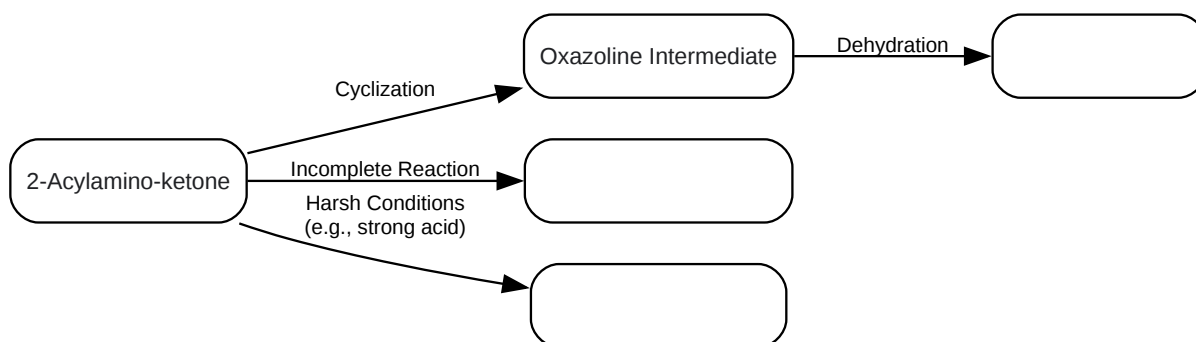 Oxazoline Intermediate
Dehydration
Cyclization
2-Acylamino-ketone
Incomplete Reaction
Harsh Conditions
(e.g., strong acid)